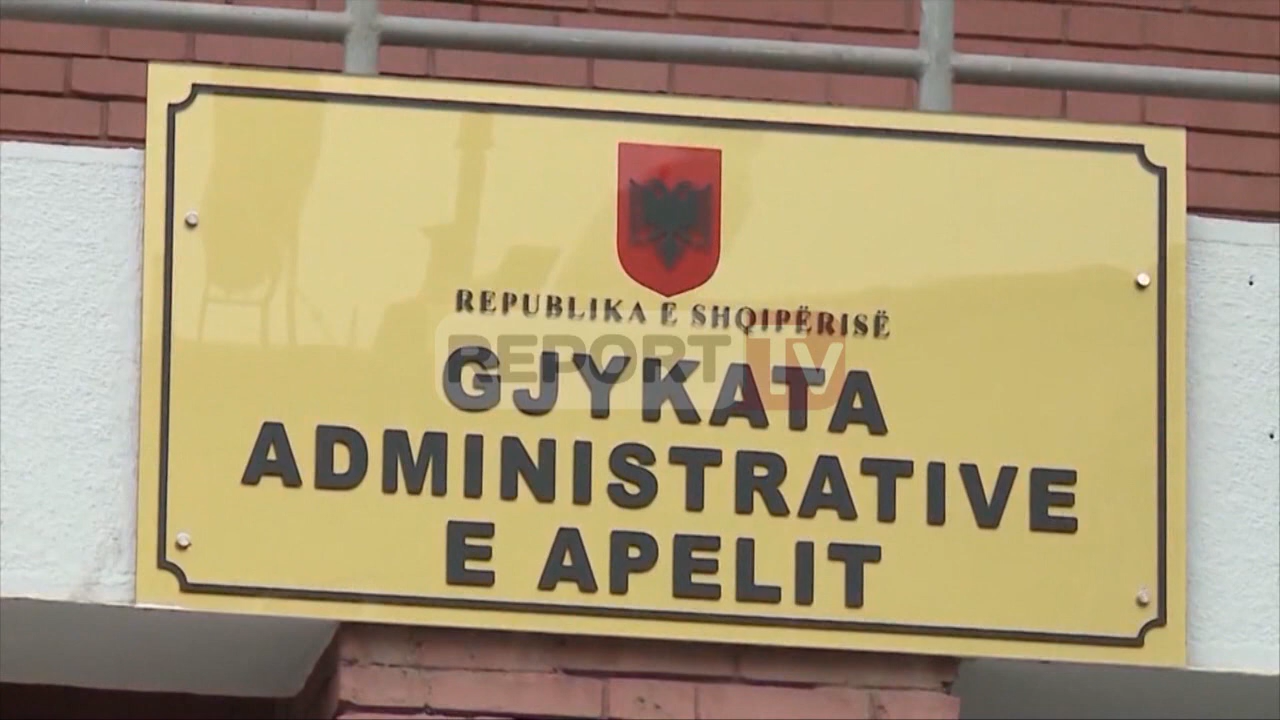 REPUBLIKA E SHQIPËRISË
REPORT TV
GJYKATA
ADMINISTRATIVE
E APELIT